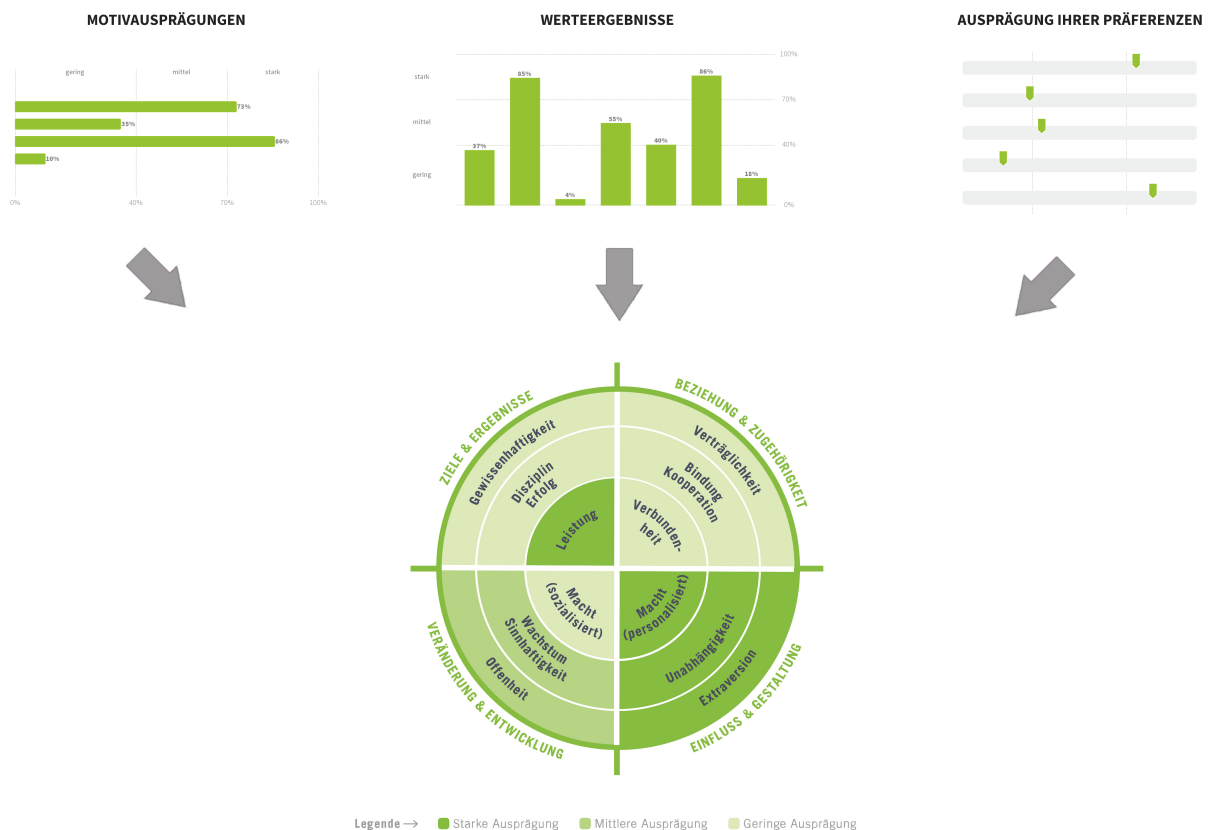 MOTIVAUSPRÄGUNGEN
gering mittel stark
73%
35%
86%
10%
0% 40% 70% 100%
WERTEERGEBNISSE
100%
stark
70%
mittel
40%
gering
0%
37%
85%
4%
55%
40%
86%
18%
AUSPRÄGUNG IHRER PRÄFERENZEN
ZIELE & ERGEBNISSE
Gewissenhaftigkeit
Disziplin
Erfolg
Leistung
BEZIEHUNG & ZUGEHÖRIGKEIT
Verträglichkeit
Bindung
Kooperation
Verbunden-
heit
Macht
(sozialisiert)
Wachstum
Sinnhaftigkeit
Offenheit
VERÄNDERUNG & ENTWICKLUNG
Macht
(personalisiert)
Unabhängigkeit
Extraversion
EINFLUSS & GESTALTUNG
Legende → Starke Ausprägung Mittlere Ausprägung Geringe Ausprägung